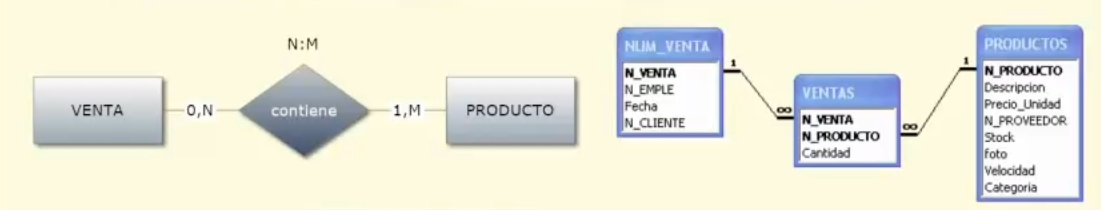 N:M
VENTA
0,N
contiene
1,M
PRODUCTO
NUM_VENTA
N_VENTA
N_EMPLE
Fecha
N_CLIENTE
1
∞
VENTAS
N_VENTA
N_PRODUCTO
Cantidad
∞
1
PRODUCTOS
N_PRODUCTO
Descripcion
Precio_Unidad
N_PROVEEDOR
Stock
foto
Velocidad
Categoria